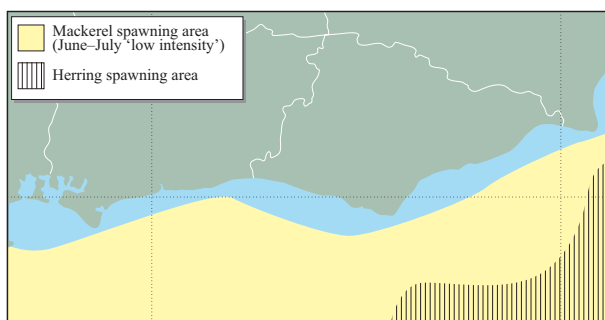 Mackerel spawning area
(June–July ‘low intensity’)
Herring spawning area